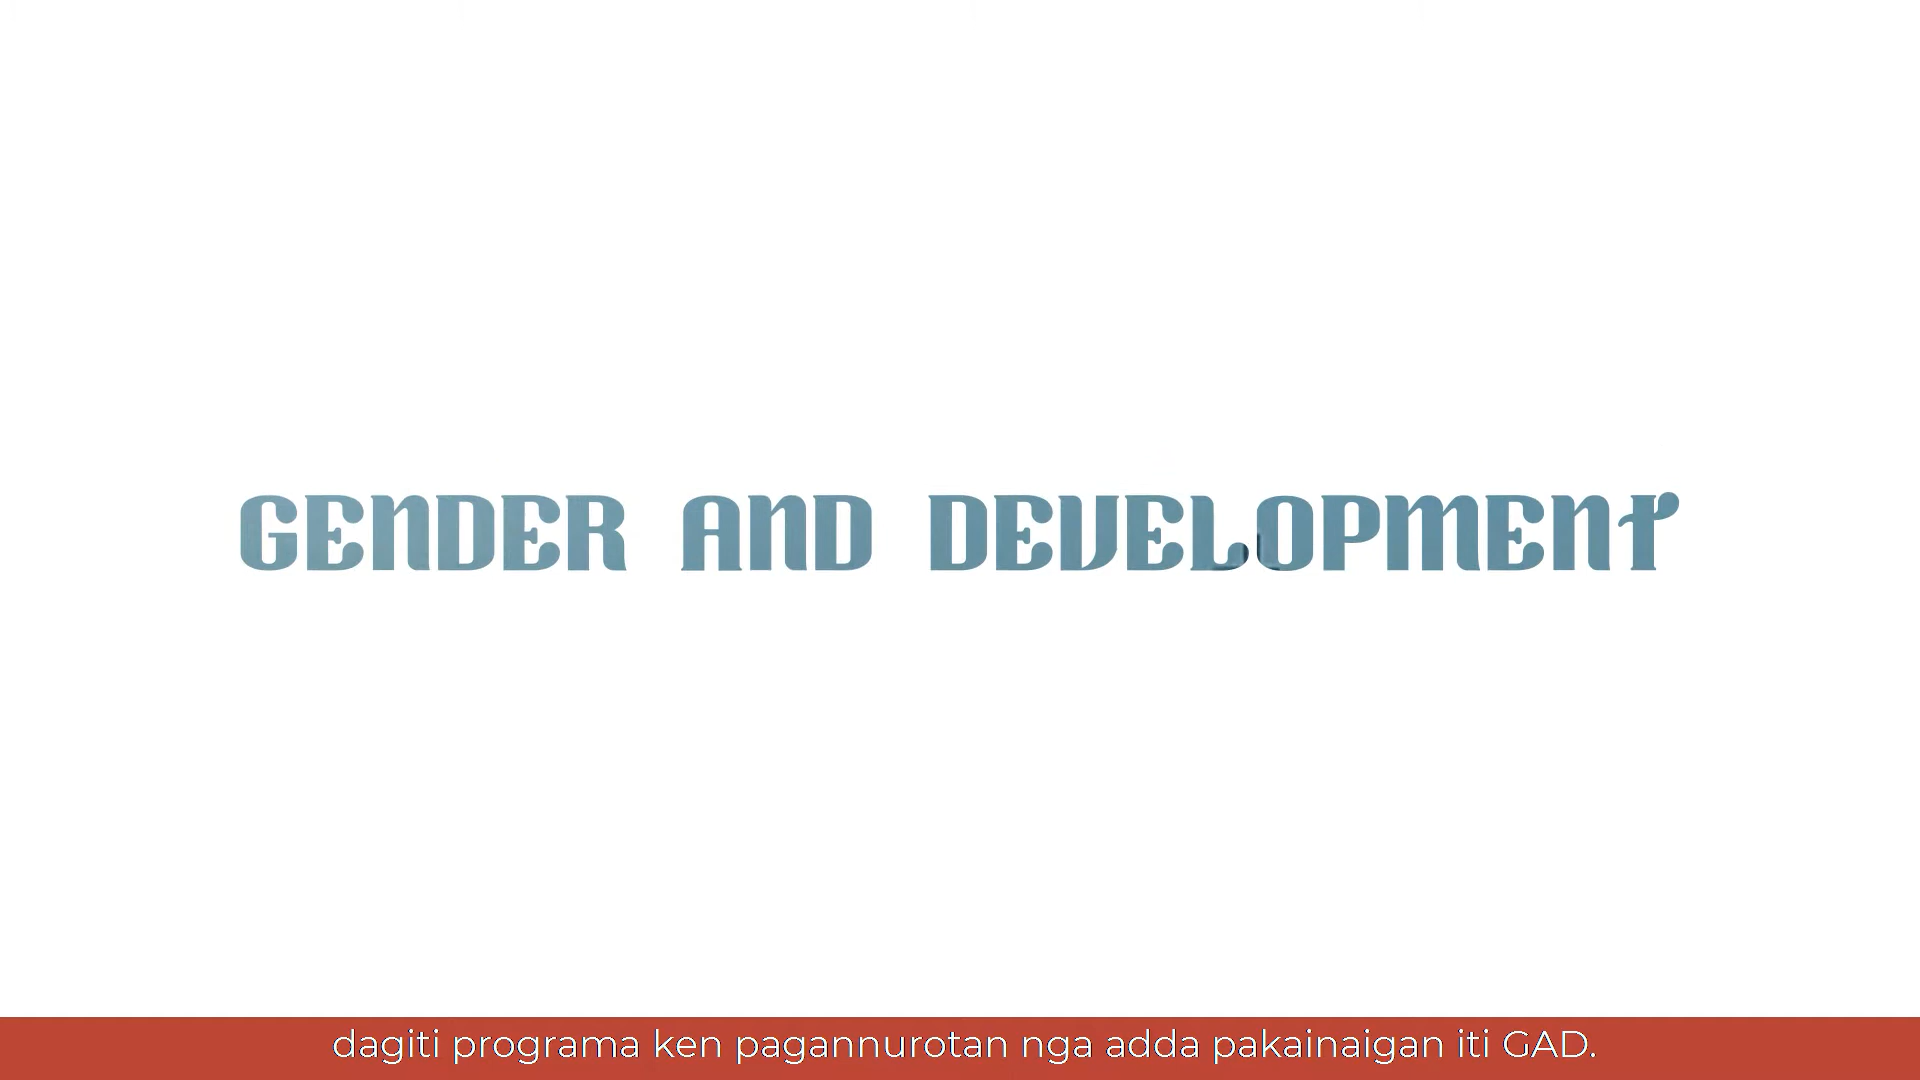 GENDER AND DEVELOPMENT
dagiti programa ken pagannurotan nga adda pakainaigan iti GAD.